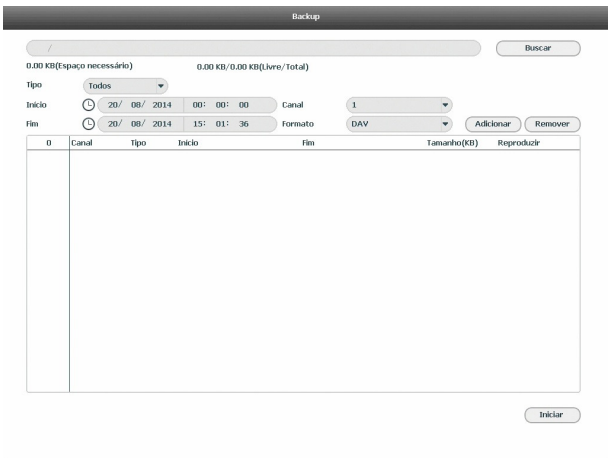 Backup
/ Buscar
0.00 KB(Espaço necessário) 0.00 KB/0.00 KB(Livre/Total)
Tipo Todos
Início 20/ 08/ 2014 00: 00: 00 Canal 1
Fim 20/ 08/ 2014 15: 01: 36 Formato DAV Adicionar Remover
0 Canal Tipo Início Fim Tamanho(KB) Reproduzir
Iniciar